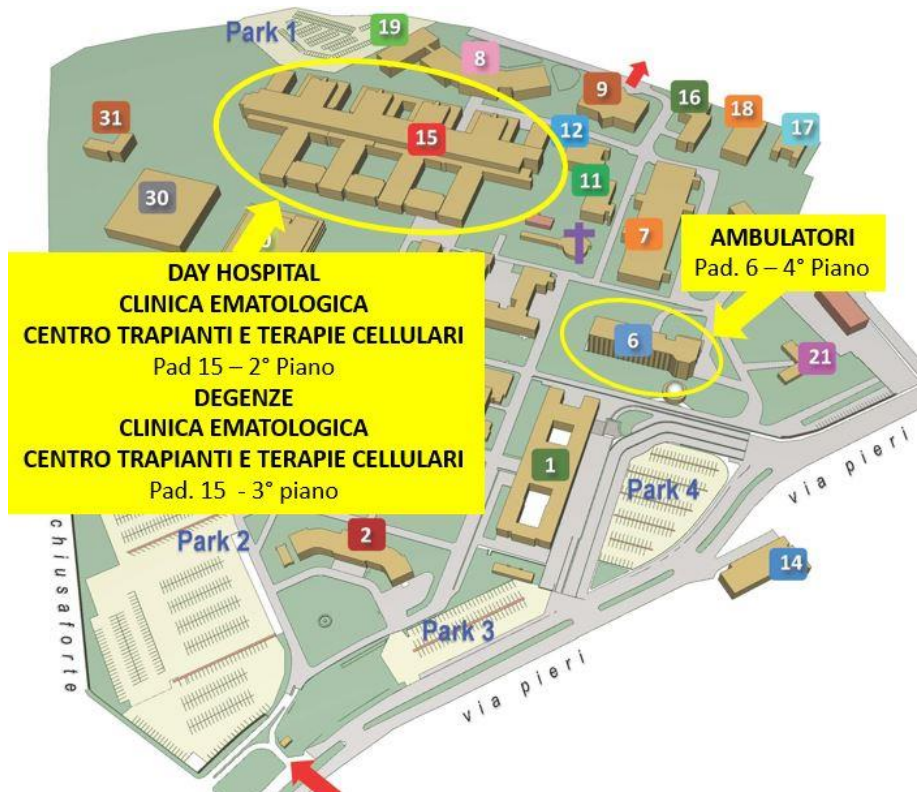 Park 1
19
8
9
16
18
17
31
15
12
11
30
0
7
AMBULATORI
Pad. 6 – 4° Piano
DAY HOSPITAL
CLINICA EMATOLOGICA
CENTRO TRAPIANTI E TERAPIE CELLULARI
Pad 15 – 2° Piano
DEGENZE
CLINICA EMATOLOGICA
CENTRO TRAPIANTI E TERAPIE CELLULARI
Pad. 15 - 3° piano
6
21
1
Park 4
via pieri
chiusaforte
Park 2
2
14
Park 3
via pieri